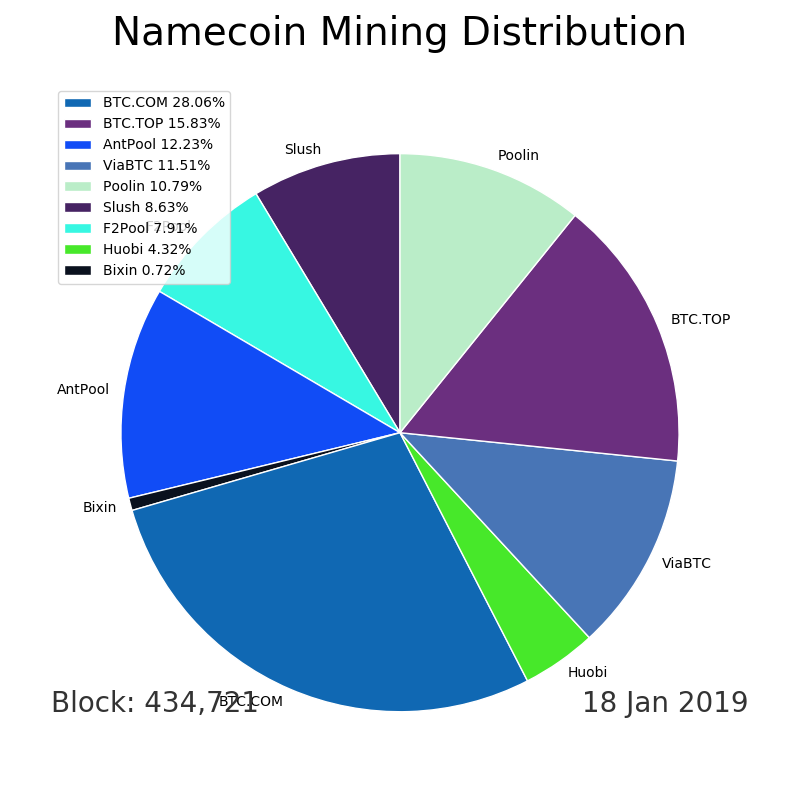 Namecoin Mining Distribution
BTC.COM 28.06%
BTC.TOP 15.83%
AntPool 12.23%
ViaBTC 11.51%
Poolin 10.79%
Slush 8.63%
F2Pool 7.91%
Huobi 4.32%
Bixin 0.72%
Slush
Poolin
F2Pool
BTC.TOP
AntPool
Bixin
ViaBTC
Huobi
BTC.COM
Block: 434,721
18 Jan 2019